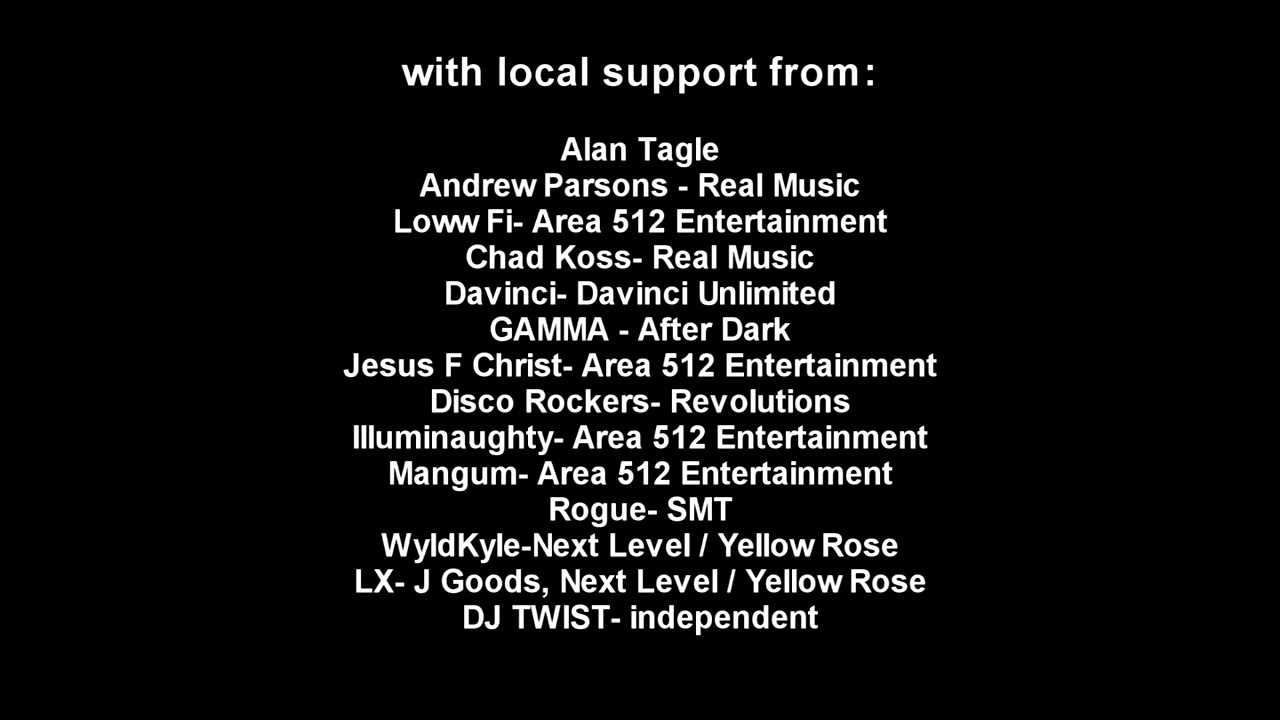 with local support from:
Alan Tagle
Andrew Parsons - Real Music
Loww Fi- Area 512 Entertainment
Chad Koss- Real Music
Davinci- Davinci Unlimited
GAMMA - After Dark
Jesus F Christ- Area 512 Entertainment
Disco Rockers- Revolutions
Illuminaughty- Area 512 Entertainment
Mangum- Area 512 Entertainment
Rogue- SMT
WyldKyle-Next Level / Yellow Rose
LX- J Goods, Next Level / Yellow Rose
DJ TWIST- independent